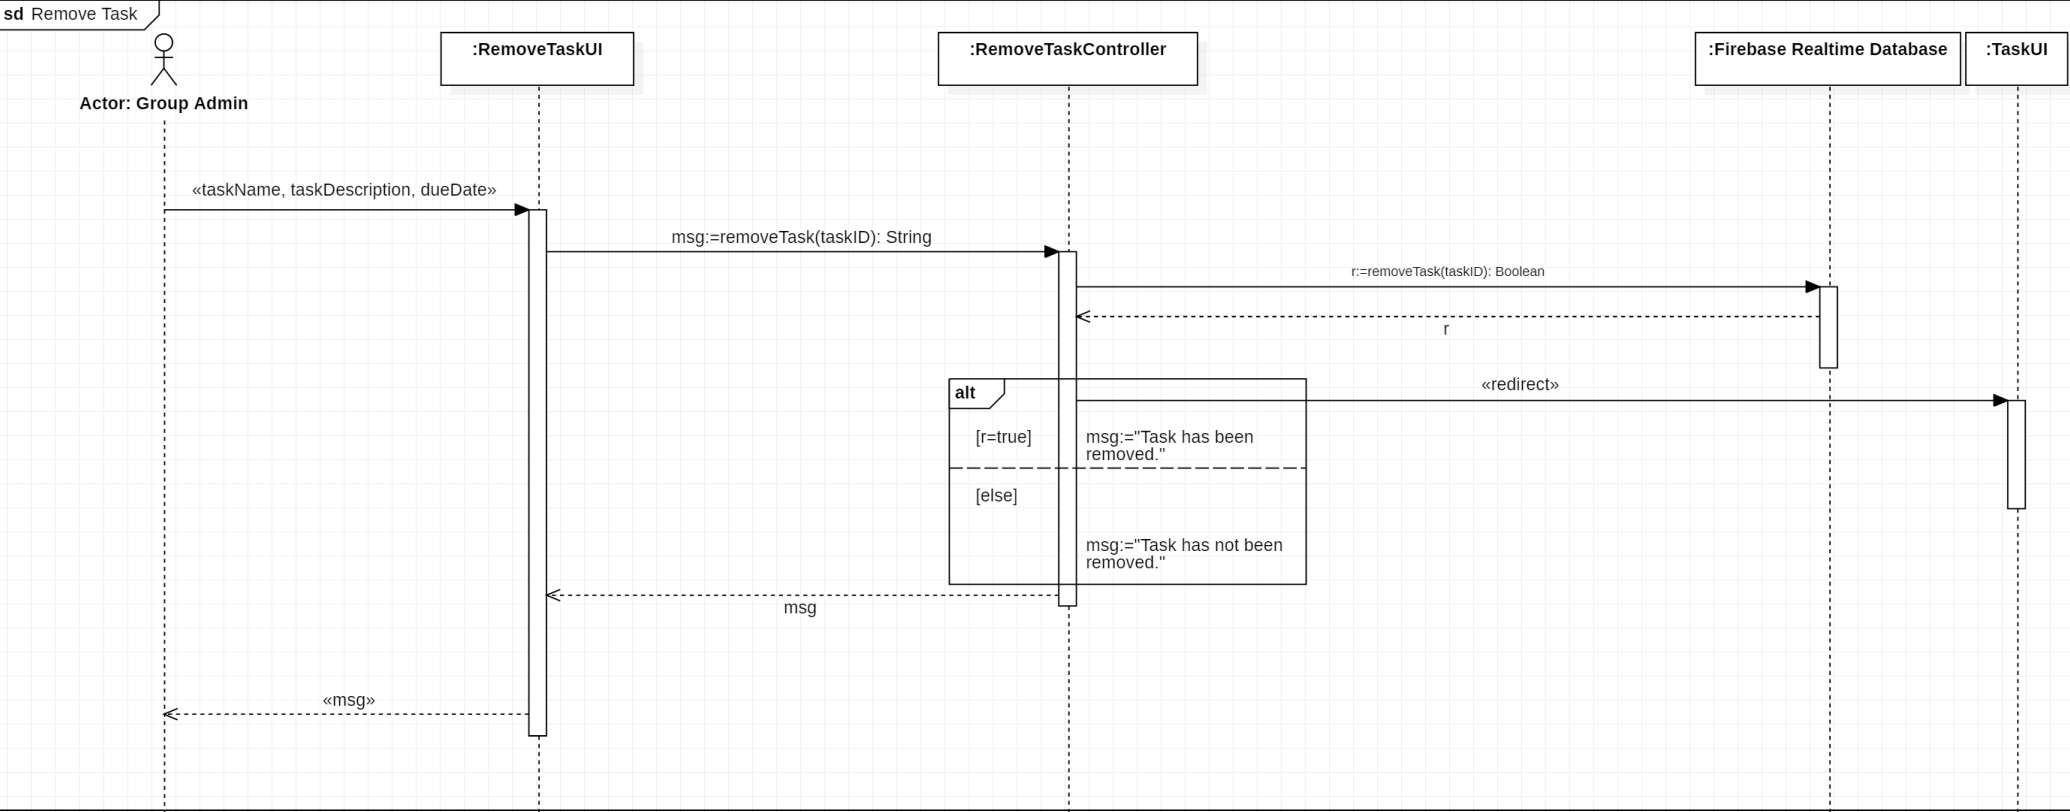 sd Remove Task
:RemoveTaskUI
:RemoveTaskController
:Firebase Realtime Database
:TaskUI
Actor: Group Admin
«taskName, taskDescription, dueDate»
msg:=removeTask(taskID): String
r:=removeTask(taskID): Boolean
r
«redirect»
alt
[r=true]
msg:="Task has been
removed."
[else]
msg:="Task has not been
removed."
msg
«msg»